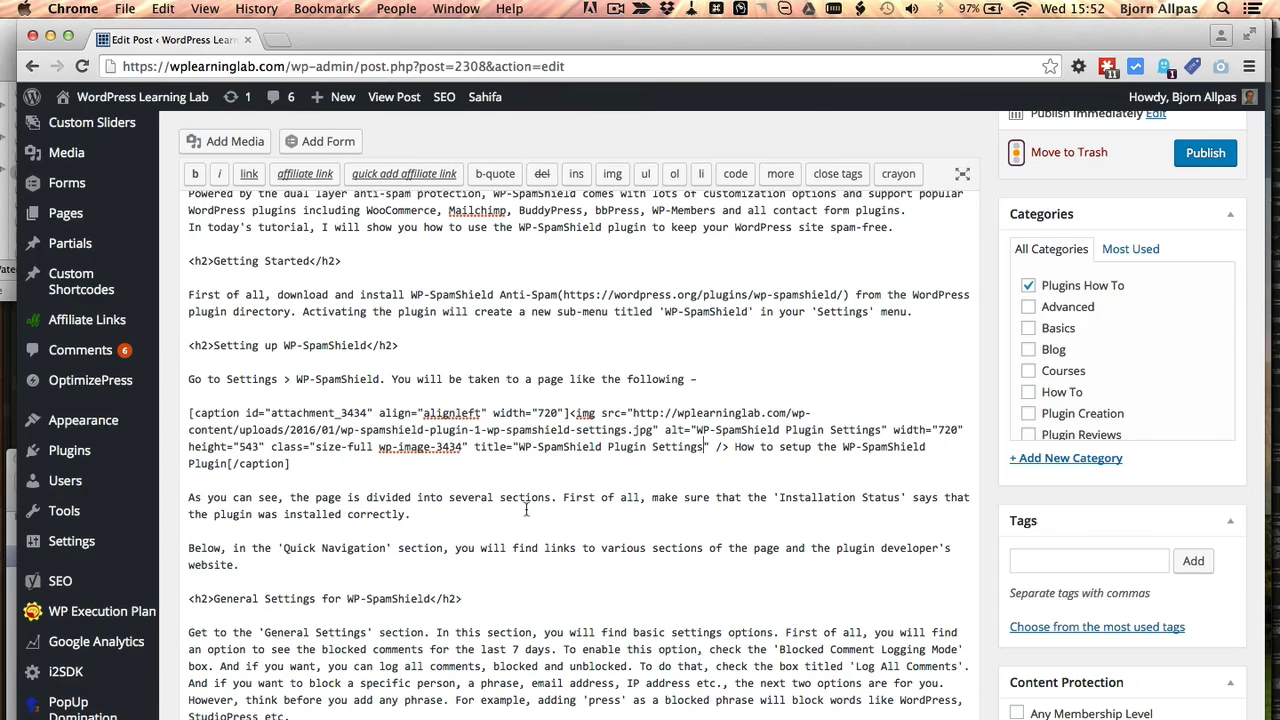 Chrome File Edit View History Bookmarks People Window Help 97% Wed 15:52 Bjorn Allpas
Edit Post ‹ WordPress Learn
https://wplearninglab.com/wp-admin/post.php?post=2308&action=edit
11
1
WordPress Learning Lab 1 6 New View Post SEO Sahifa Howdy, Bjorn Allpas
Custom Sliders
Media
Forms
Pages
Partials
Custom
Shortcodes
Affiliate Links
Comments 6
OptimizePress
Appearance
Plugins
Users
Tools
Settings
SEO
WP Execution Plan
Google Analytics
i2SDK
PopUp
Domination
Add Media Add Form
b i link affiliate link quick add affiliate link b-quote del ins img ul ol li code more close tags crayon
Powered by the dual layer anti-spam protection, WP-SpamShield comes with lots of customization options and support popular
WordPress plugins including WooCommerce, Mailchimp, BuddyPress, bbPress, WP-Members and all contact form plugins.
In today's tutorial, I will show you how to use the WP-SpamShield plugin to keep your WordPress site spam-free.
<h2>Getting Started</h2>
First of all, download and install WP-SpamShield Anti-Spam(https://wordpress.org/plugins/wp-spamshield/) from the WordPress
plugin directory. Activating the plugin will create a new sub-menu titled 'WP-SpamShield' in your 'Settings' menu.
<h2>Setting up WP-SpamShield</h2>
Go to Settings > WP-SpamShield. You will be taken to a page like the following –
[caption id="attachment_3434" align="alignleft" width="720"]<img src="http://wplearninglab.com/wp-
content/uploads/2016/01/wp-spamshield-plugin-1-wp-spamshield-settings.jpg" alt="WP-SpamShield Plugin Settings" width="720"
height="543" class="size-full wp-image-3434" title="WP-SpamShield Plugin Settings" /> How to setup the WP-SpamShield
Plugin[/caption]
As you can see, the page is divided into several sections. First of all, make sure that the 'Installation Status' says that
the plugin was installed correctly.
Below, in the 'Quick Navigation' section, you will find links to various sections of the page and the plugin developer's
website.
<h2>General Settings for WP-SpamShield</h2>
Get to the 'General Settings' section. In this section, you will find basic settings options. First of all, you will find
an option to see the blocked comments for the last 7 days. To enable this option, check the 'Blocked Comment Logging Mode'
box. And if you want, you can log all comments, blocked and unblocked. To do that, check the box titled 'Log All Comments'.
And if you want to block a specific person, a phrase, email address, IP address etc., the next two options are for you.
However, think before you add any phrase. For example, adding 'press' as a blocked phrase will block words like WordPress,
StudioPress etc.
Publish Immediately Edit
Move to Trash Publish
Categories
All Categories Most Used
Plugins How To
Advanced
Basics
Blog
Courses
How To
Plugin Creation
Plugin Reviews
+ Add New Category
Tags
Add
Separate tags with commas
Choose from the most used tags
Content Protection
Any Membership Level